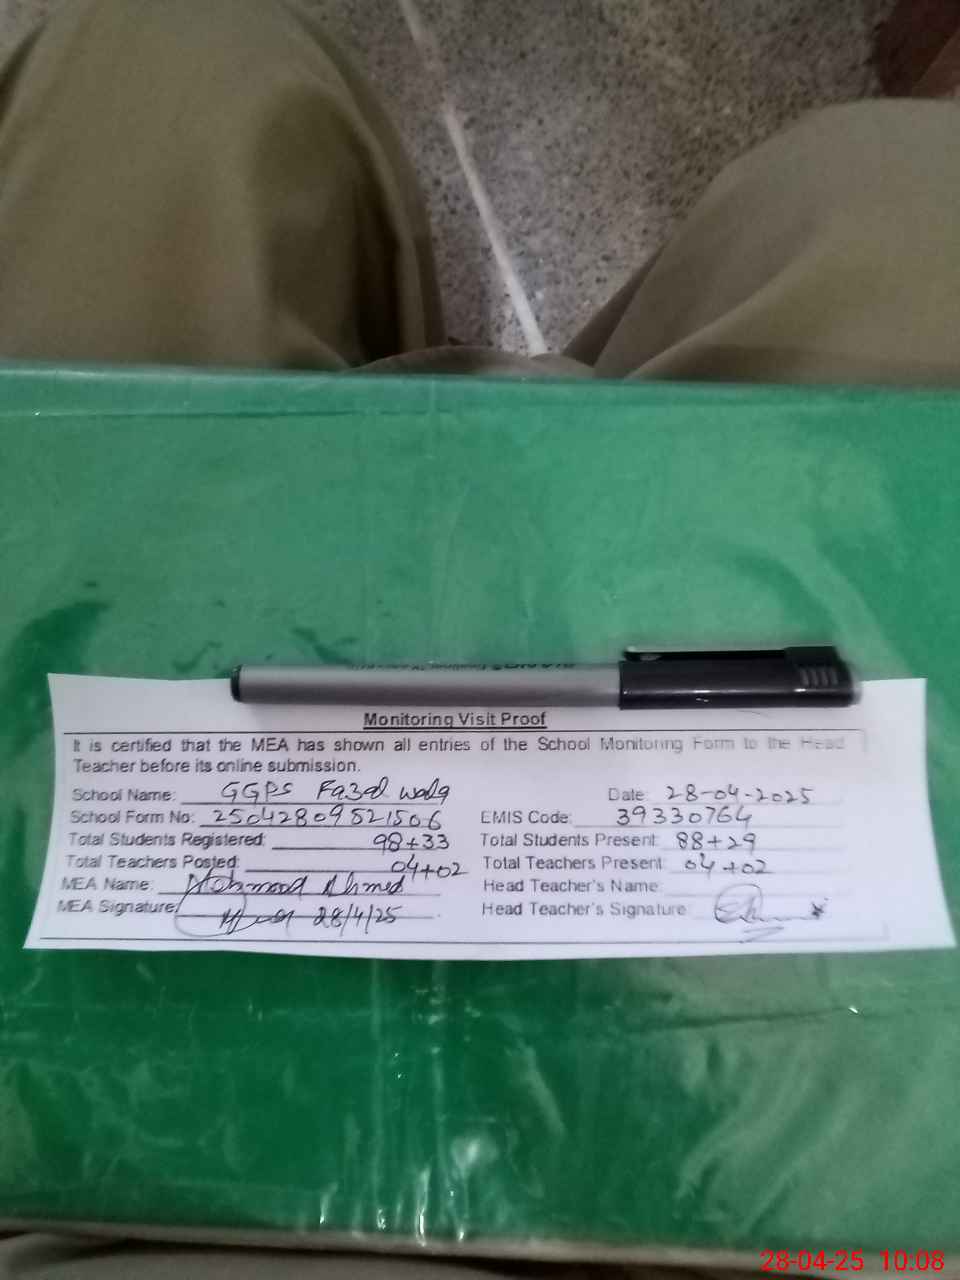 Monitoring Visit Proof
It is certified that the MEA has shown all entries of the School Monitoring Form to the Head
Teacher before its online submission.
School Name: GGPS Fazal wala Date: 28-04-2025
School Form No: 25042809521506 EMIS Code: 39330764
Total Students Registered: 98+33 Total Students Present: 88+29
Total Teachers Posted: 04+02 Total Teachers Present: 04+02
MEA Name: Mehmood Ahmed Head Teacher's Name:
MEA Signature: 28/4/25 Head Teacher's Signature:
28-04-25 10:08